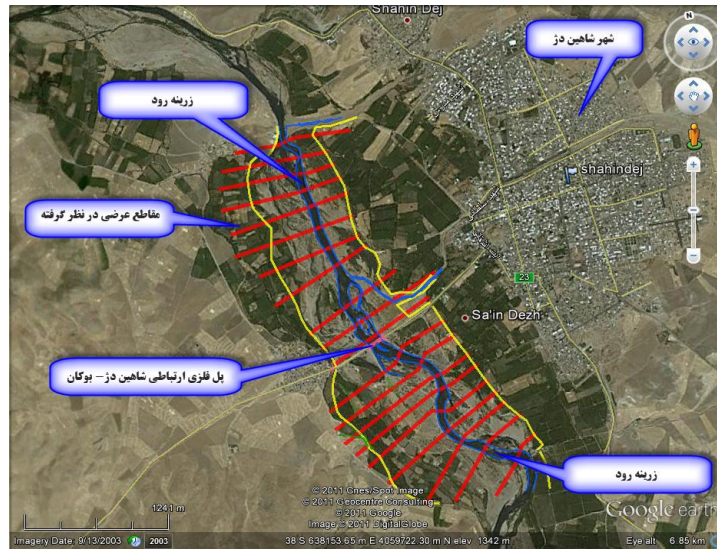 Shahin Dej
شهر شاهین دژ
زرینه رود
N
shahindej
مقاطع عرضی در نظر گرفته
23
Sa'in Dezh
پل فلزی ارتباطی شاهین دژ – بوکان
زرینه رود
© 2011 Cnes/Spot Image
© 2011 Geocentre Consulting
© 2011 Google
Image © 2011 DigitalGlobe
1241 m
Google earth
Imagery Date: 9/13/2003 2003 38 S 638153.65 m E 4059722.30 m N elev 1342 m Eye alt 6.85 km